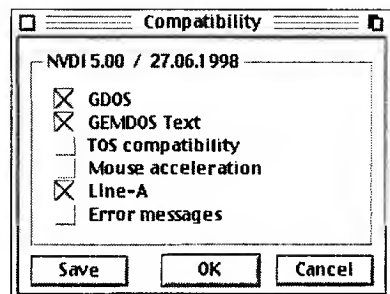 Compatibility
NVDI 5.00 / 27.06.1998
GDOS
GEMDOS Text
TOS compatibility
Mouse acceleration
Line-A
Error messages
Save OK Cancel